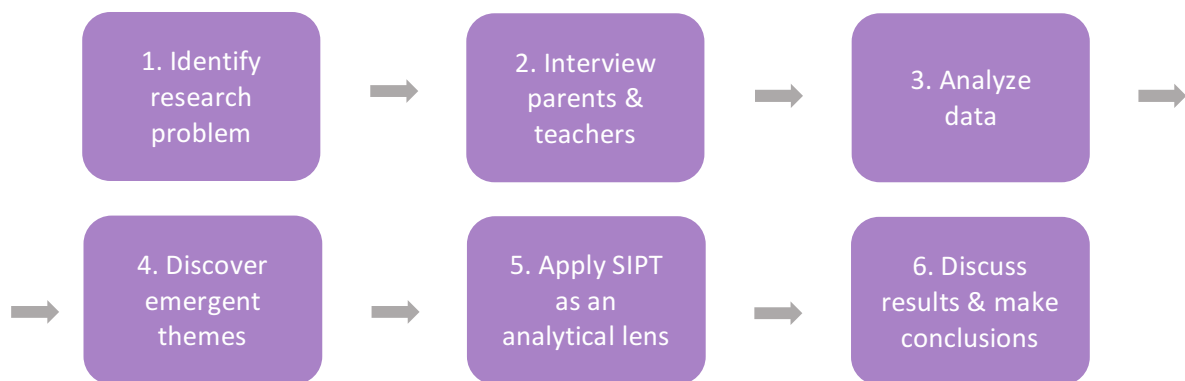 1. Identify
research
problem
2. Interview
parents &
teachers
3. Analyze
data
4. Discover
emergent
themes
5. Apply SIPT
as an
analytical lens
6. Discuss
results & make
conclusions